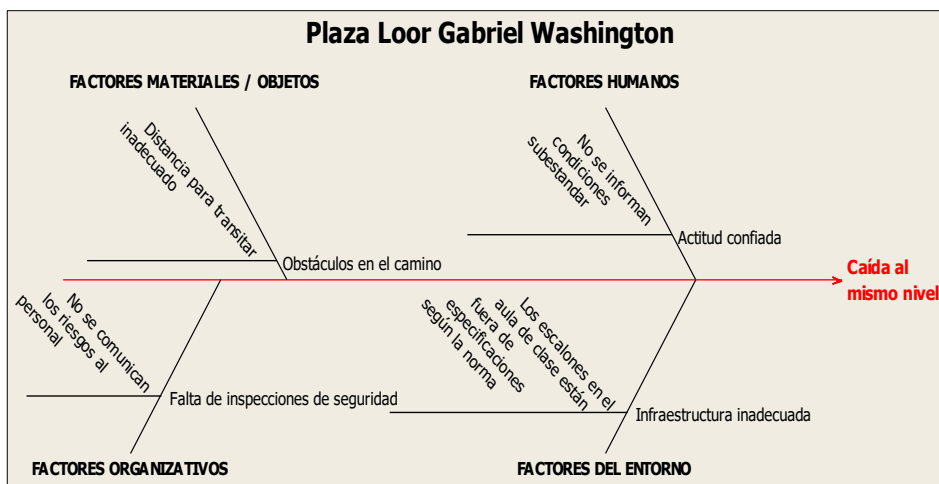 Plaza Loor Gabriel Washington
FACTORES MATERIALES / OBJETOS
FACTORES HUMANOS
Distancia para transitar
inadecuado
Obstáculos en el camino
No se informan
condiciones
subestandar
Actitud confiada
Caída al
mismo nivel
No se comunican
los riesgos al
personal
Falta de inspecciones de seguridad
Los escalones en el
aula de clase están
fuera de
especificaciones
según la norma
Infraestructura inadecuada
FACTORES ORGANIZATIVOS
FACTORES DEL ENTORNO